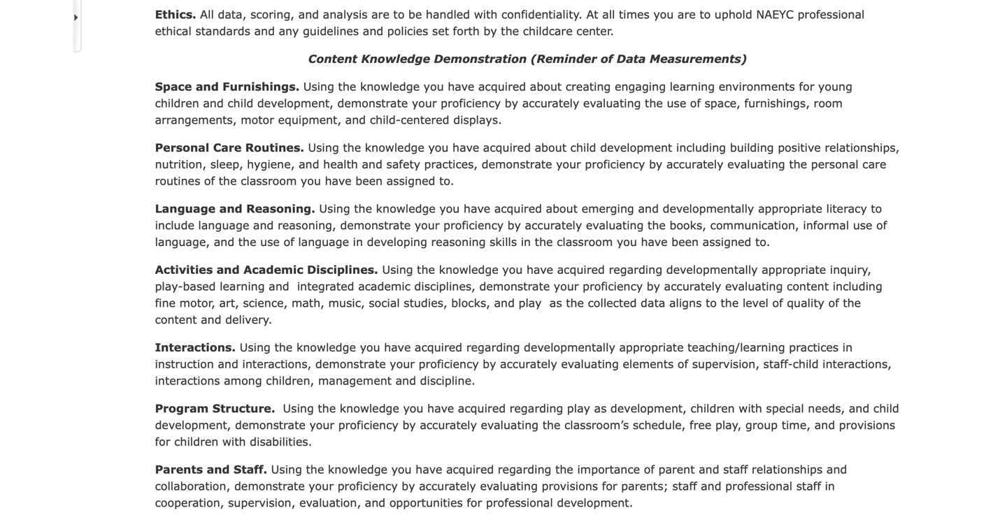 Ethics. All data, scoring, and analysis are to be handled with confidentiality. At all times you are to uphold NAEYC professional
ethical standards and any guidelines and policies set forth by the childcare center.
Content Knowledge Demonstration (Reminder of Data Measurements)
Space and Furnishings. Using the knowledge you have acquired about creating engaging learning environments for young
children and child development, demonstrate your proficiency by accurately evaluating the use of space, furnishings, room
arrangements, motor equipment, and child-centered displays.
Personal Care Routines. Using the knowledge you have acquired about child development including building positive relationships,
nutrition, sleep, hygiene, and health and safety practices, demonstrate your proficiency by accurately evaluating the personal care
routines of the classroom you have been assigned to.
Language and Reasoning. Using the knowledge you have acquired about emerging and developmentally appropriate literacy to
include language and reasoning, demonstrate your proficiency by accurately evaluating the books, communication, informal use of
language, and the use of language in developing reasoning skills in the classroom you have been assigned to.
Activities and Academic Disciplines. Using the knowledge you have acquired regarding developmentally appropriate inquiry,
play-based learning and  integrated academic disciplines, demonstrate your proficiency by accurately evaluating content including
fine motor, art, science, math, music, social studies, blocks, and play  as the collected data aligns to the level of quality of the
content and delivery.
Interactions. Using the knowledge you have acquired regarding developmentally appropriate teaching/learning practices in
instruction and interactions, demonstrate your proficiency by accurately evaluating elements of supervision, staff-child interactions,
interactions among children, management and discipline.
Program Structure.  Using the knowledge you have acquired regarding play as development, children with special needs, and child
development, demonstrate your proficiency by accurately evaluating the classroom’s schedule, free play, group time, and provisions
for children with disabilities.
Parents and Staff. Using the knowledge you have acquired regarding the importance of parent and staff relationships and
collaboration, demonstrate your proficiency by accurately evaluating provisions for parents; staff and professional staff in
cooperation, supervision, evaluation, and opportunities for professional development.